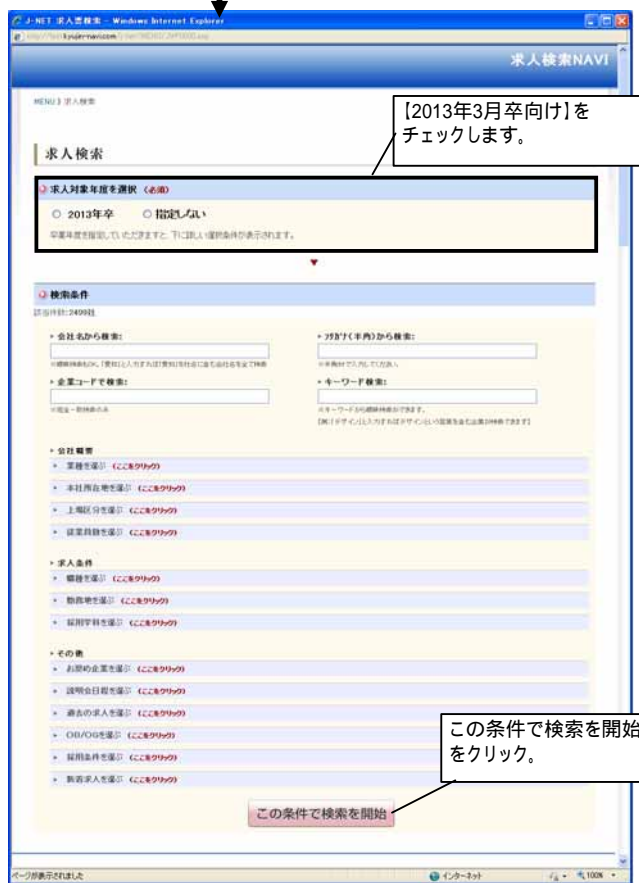 J-NET 求人票検索 - Windows Internet Explorer
求人検索NAVI
MENU 》求人検索
【2013年3月卒向け】を
チェックします。
求人検索
求人対象年度を選択 (必須)
2013年卒 指定しない
卒業年度を指定していただきますと、下に詳しい選択条件が表示されます。
検索条件
該当件数:2499社
会社名から検索:
ﾌﾘｶﾞﾅ(半角)から検索:
企業コードで検索:
キーワード検索:
※完全一致検索のみ
会社概要
業種を選ぶ (ここをクリック)
本社所在地を選ぶ (ここをクリック)
上場区分を選ぶ (ここをクリック)
従業員数を選ぶ (ここをクリック)
求人条件
職種を選ぶ (ここをクリック)
勤務地を選ぶ (ここをクリック)
採用学科を選ぶ (ここをクリック)
その他
お奨め企業を選ぶ (ここをクリック)
説明会日程を選ぶ (ここをクリック)
過去の求人を選ぶ (ここをクリック)
OB/OGを選ぶ (ここをクリック)
採用条件を選ぶ (ここをクリック)
新着求人を選ぶ (ここをクリック)
この条件で検索を開始
をクリック。
この条件で検索を開始
ページが表示されました
インターネット
100%